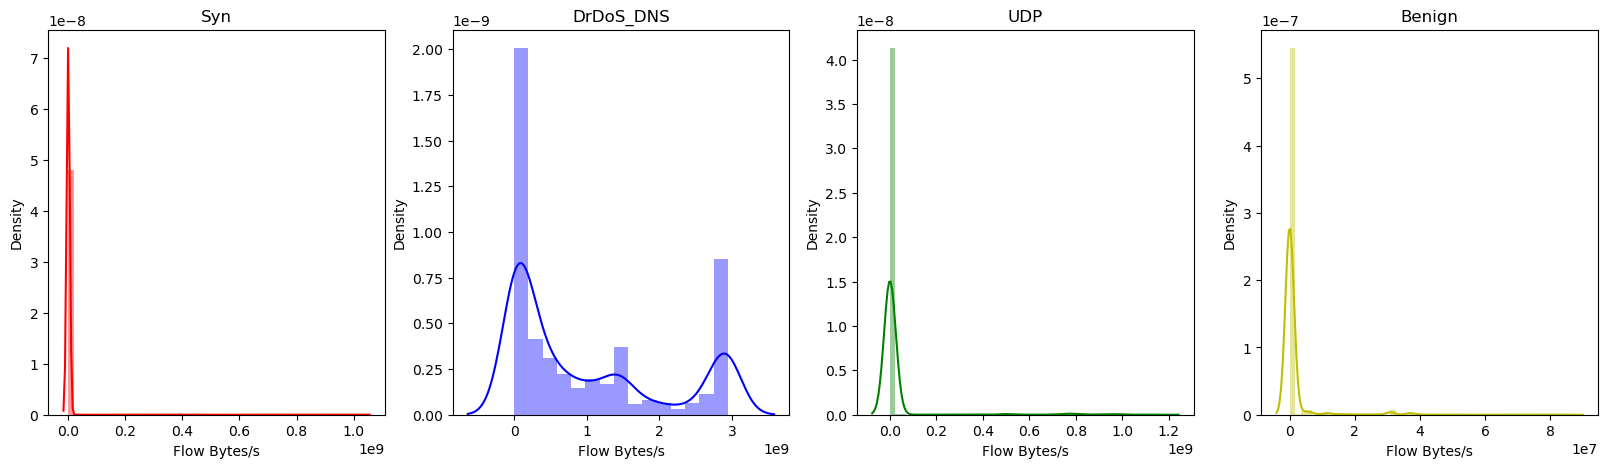 Syn
1e−8
7
6
5
4
3
2
1
0
Density
0.0 0.2 0.4 0.6 0.8 1.0
1e9
Flow Bytes/s
DrDoS_DNS
1e−9
2.00
1.75
1.50
1.25
1.00
0.75
0.50
0.25
0.00
Density
0 1 2 3
1e9
Flow Bytes/s
UDP
1e−8
4.0
3.5
3.0
2.5
2.0
1.5
1.0
0.5
0.0
Density
0.0 0.2 0.4 0.6 0.8 1.0 1.2
1e9
Flow Bytes/s
Benign
1e−7
5
4
3
2
1
0
Density
0 2 4 6 8
1e7
Flow Bytes/s